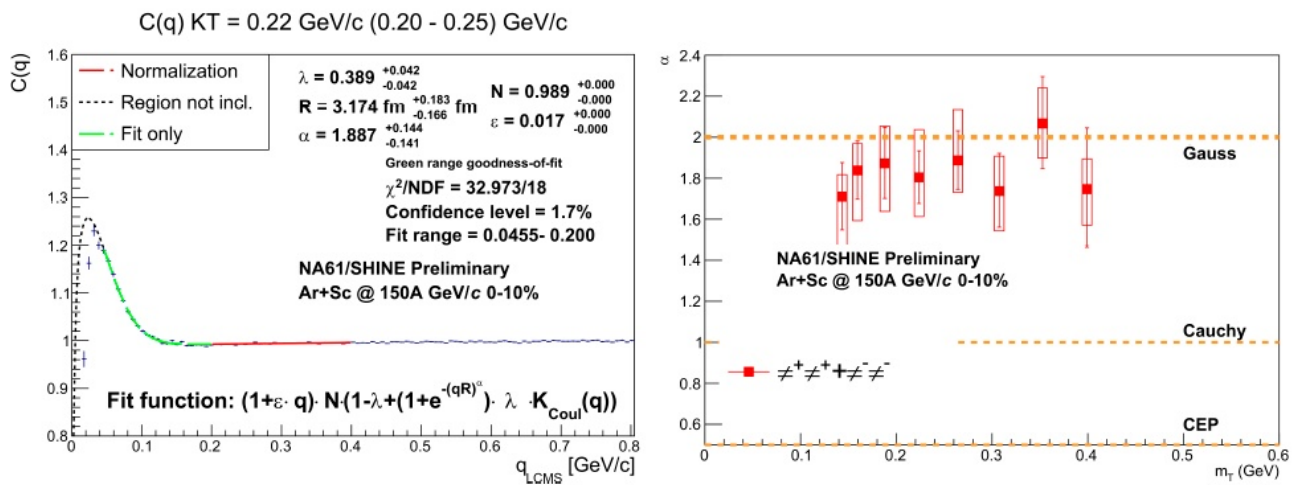 C(q) KT = 0.22 GeV/c (0.20 - 0.25) GeV/c
C(q)
1.6
1.5
1.4
1.3
1.2
1.1
1
0.9
0.8
Normalization
Region not incl.
Fit only
λ = 0.389 +0.042 -0.042
R = 3.174 fm +0.183 -0.166 fm
α = 1.887 +0.144 -0.141
N = 0.989 +0.000 -0.000
ε = 0.017 +0.000 -0.000
Green range goodness-of-fit
χ²/NDF = 32.973/18
Confidence level = 1.7%
Fit range = 0.0455- 0.200
NA61/SHINE Preliminary
Ar+Sc @ 150A GeV/c 0-10%
Fit function: (1+ε· q)· N·(1-λ+(1+e^-(qR)^α)· λ ·K_Coul(q))
0 0.1 0.2 0.3 0.4 0.5 0.6 0.7 0.8
q_LCMS [GeV/c]
α
2.4
2.2
2
1.8
1.6
1.4
1.2
1
0.8
0.6
Gauss
NA61/SHINE Preliminary
Ar+Sc @ 150A GeV/c 0-10%
Cauchy
≠⁺≠⁺+≠⁻≠⁻
CEP
0 0.1 0.2 0.3 0.4 0.5 0.6
m_T (GeV)